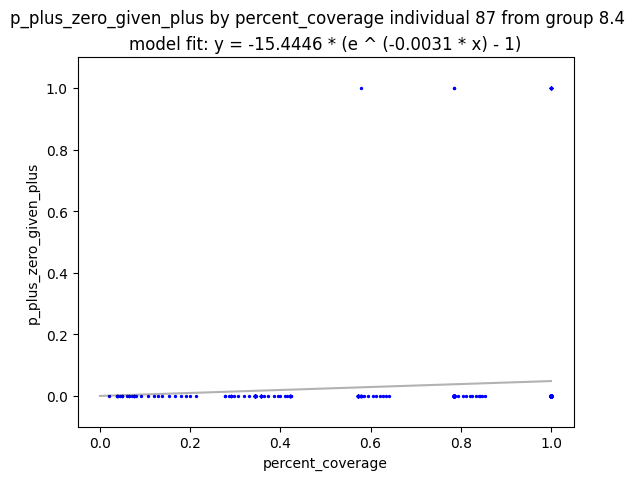 p_plus_zero_given_plus by percent_coverage individual 87 from group 8.4
model fit: y = -15.4446 * (e ^ (-0.0031 * x) - 1)
1.0
0.8
0.6
0.4
0.2
0.0
p_plus_zero_given_plus
0.0 0.2 0.4 0.6 0.8 1.0
percent_coverage